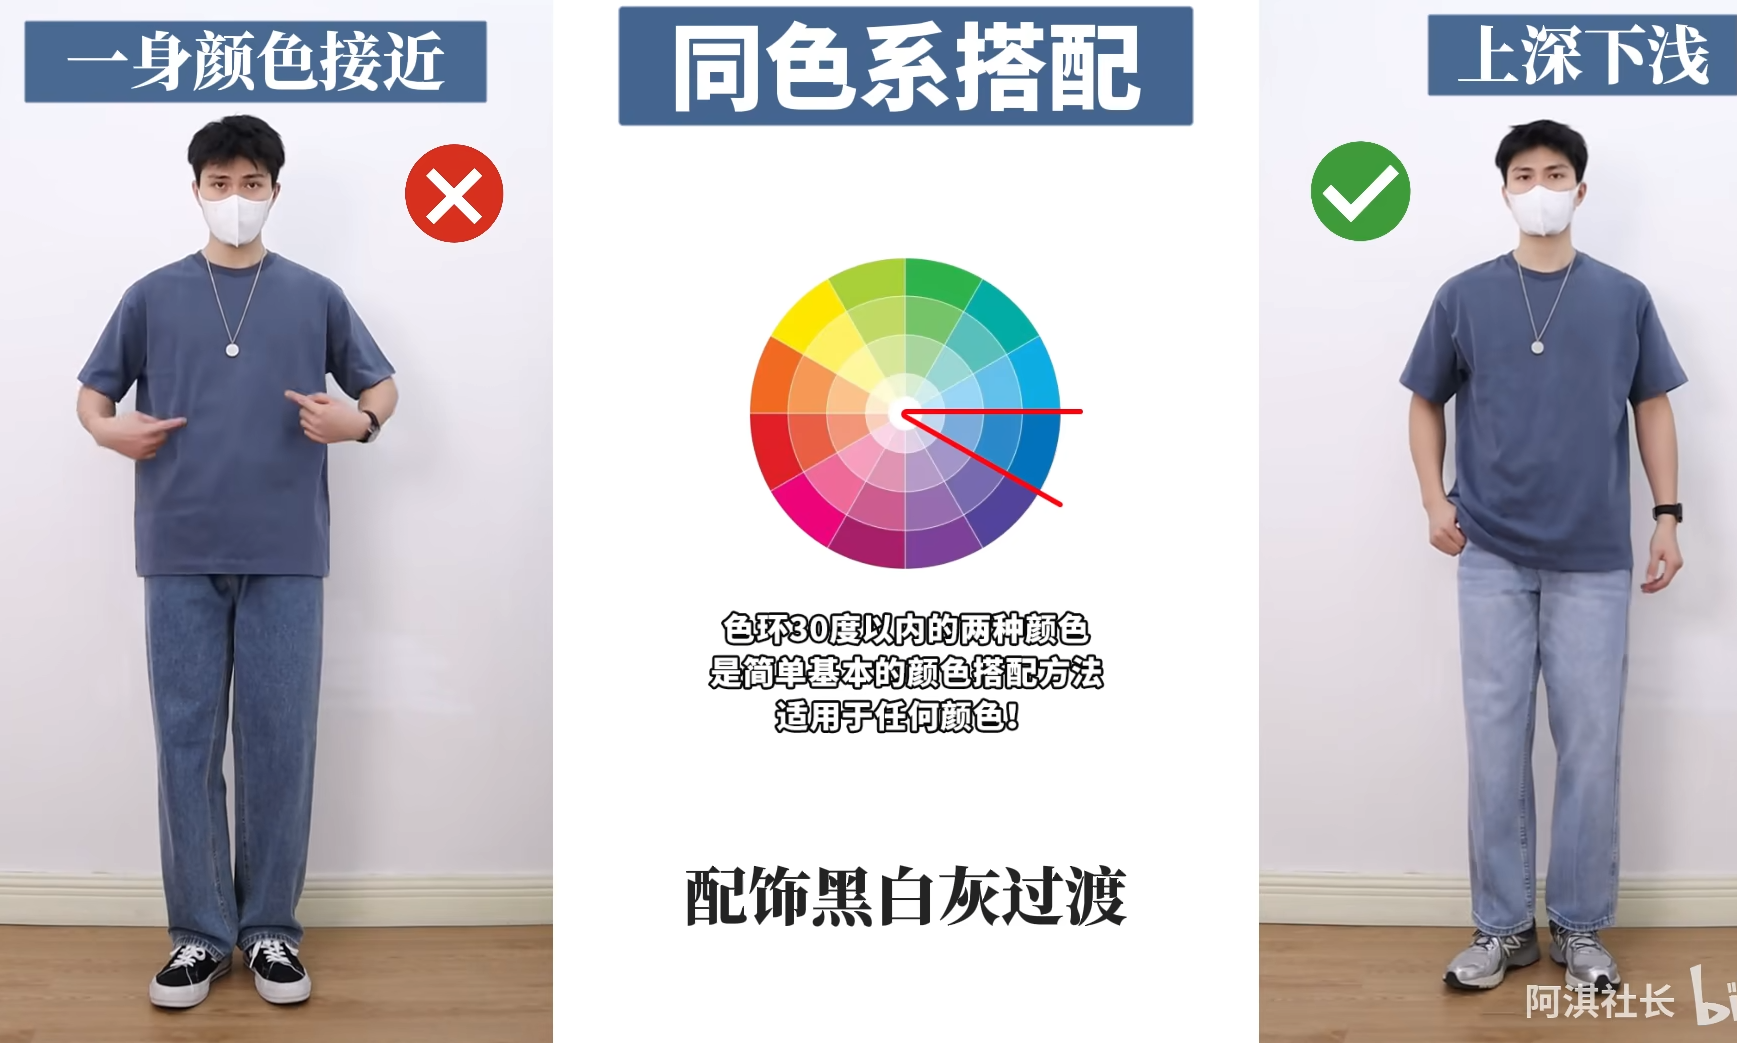 一身颜色接近
同色系搭配
上深下浅
色环30度以内的两种颜色
是简单基本的颜色搭配方法
适用于任何颜色!
配饰黑白灰过渡
阿淇社长
bi